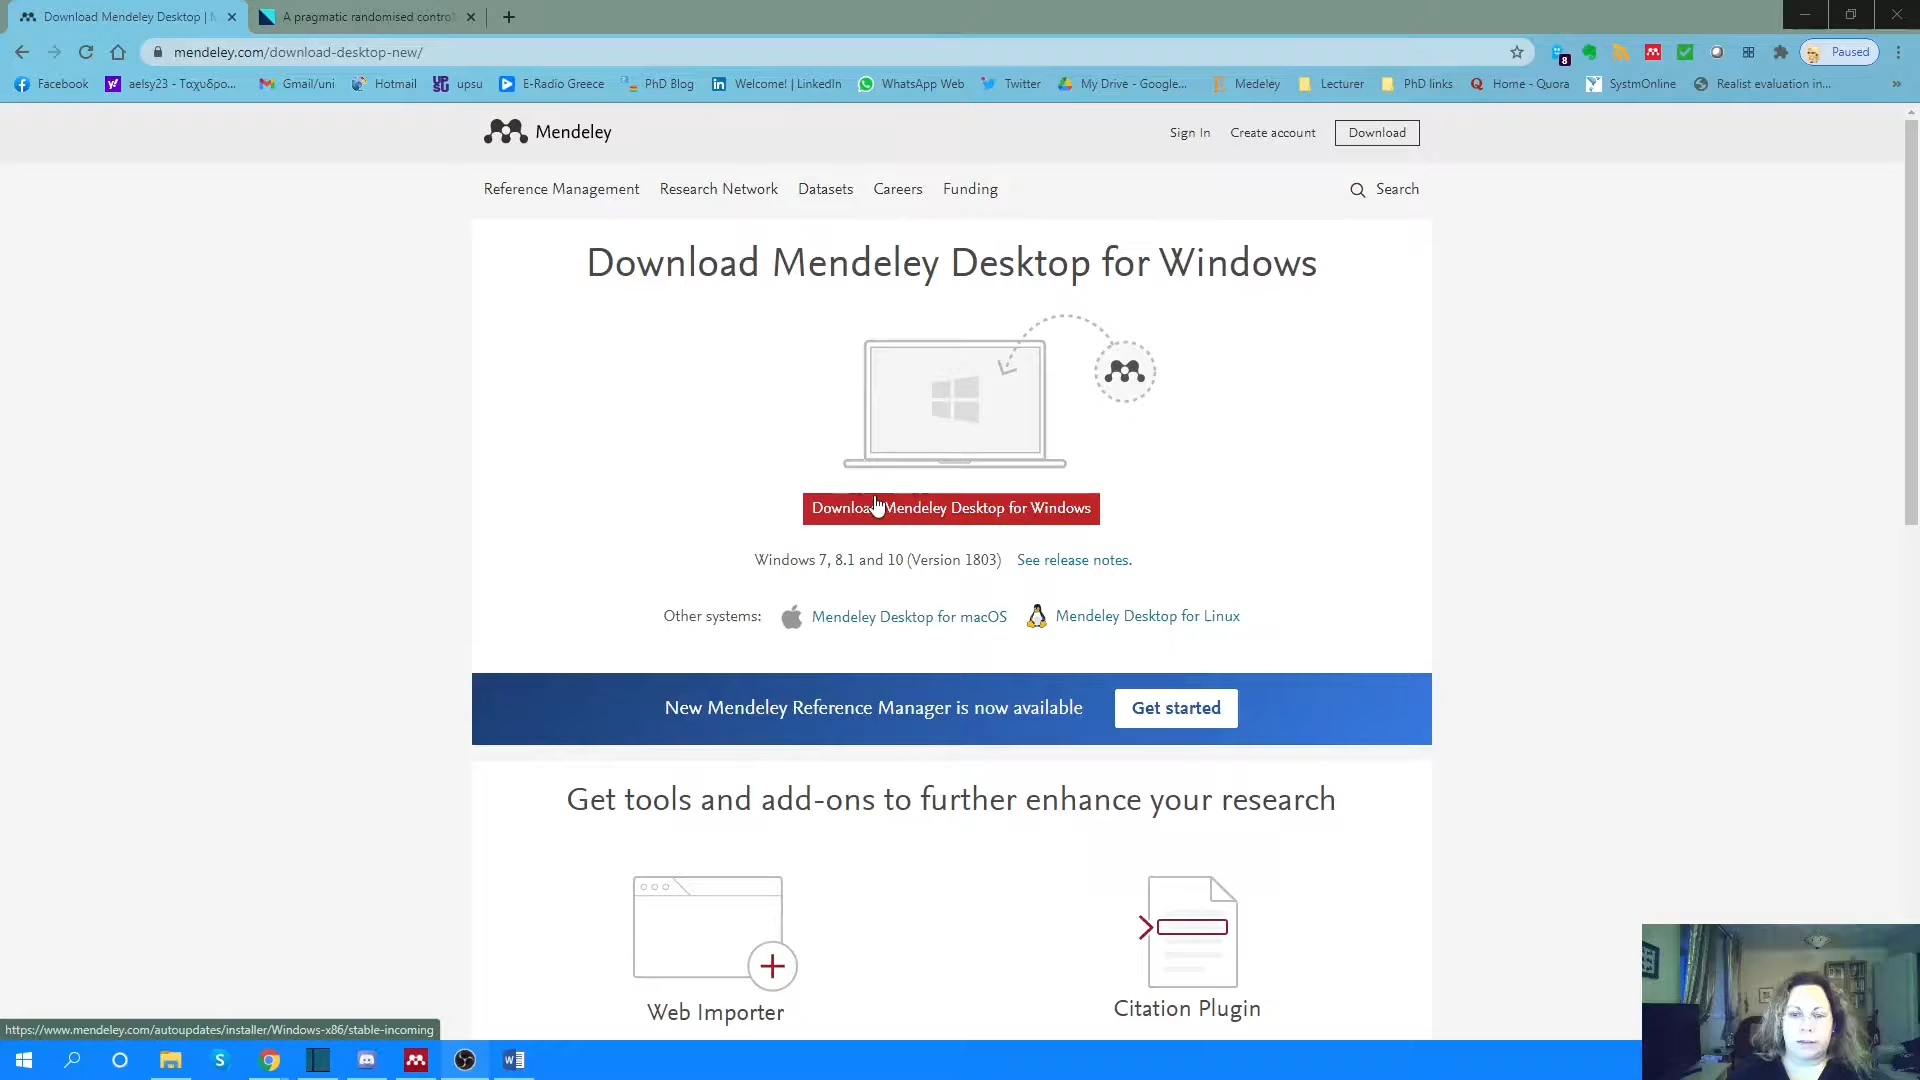 Download Mendeley Desktop |
A pragmatic randomised contro
mendeley.com/download-desktop-new/
8
Paused
Facebook
aelsy23 - Ταχυδρο...
Gmail/uni
Hotmail
upsu
E-Radio Greece
PhD Blog
Welcome! | LinkedIn
WhatsApp Web
Twitter
My Drive - Google...
Medeley
Lecturer
PhD links
Home - Quora
SystmOnline
Realist evaluation in...
»
Mendeley
Sign In
Create account
Download
Reference Management
Research Network
Datasets
Careers
Funding
Search
Download Mendeley Desktop for Windows
Download Mendeley Desktop for Windows
Windows 7, 8.1 and 10 (Version 1803) See release notes.
Other systems: Mendeley Desktop for macOS Mendeley Desktop for Linux
New Mendeley Reference Manager is now available
Get started
Get tools and add-ons to further enhance your research
Web Importer
Citation Plugin
https://www.mendeley.com/autoupdates/installer/Windows-x86/stable-incoming